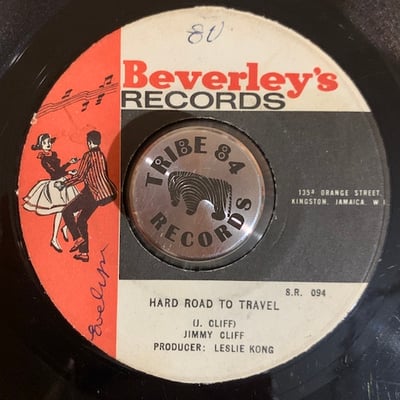 80
Beverley's
RECORDS
TRIBE 84
RECORDS
135ª ORANGE STREET,
KINGSTON, JAMAICA, W I
S.R. 094
HARD ROAD TO TRAVEL
(J. CLIFF)
JIMMY CLIFF
PRODUCER: LESLIE KONG
Evelyn